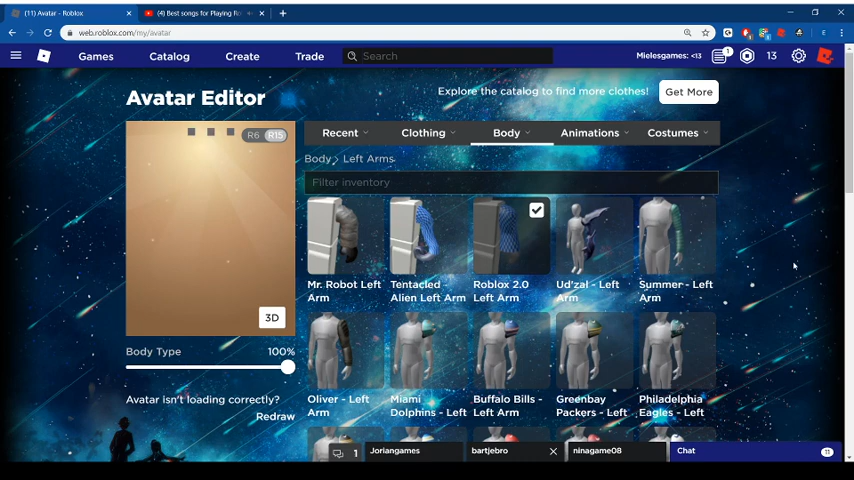 (11) Avatar - Roblox
(4) Best songs for Playing Ro
web.roblox.com/my/avatar
E
Games
Catalog
Create
Trade
Search
Mielesgames: <13
1
13
Avatar Editor
Explore the catalog to find more clothes!
Get More
R6 R15
Recent
Clothing
Body
Animations
Costumes
Body > Left Arms
Filter inventory
Mr. Robot Left
Arm
Tentacled
Alien Left Arm
Roblox 2.0
Left Arm
Ud'zal - Left
Arm
Summer - Left
Arm
3D
Body Type
100%
Oliver - Left
Arm
Miami
Dolphins - Left
Buffalo Bills -
Left Arm
Greenbay
Packers - Left
Philadelphia
Eagles - Left
Avatar isn't loading correctly?
Redraw
1
Joriangames
bartjebro
ninagame08
Chat
11